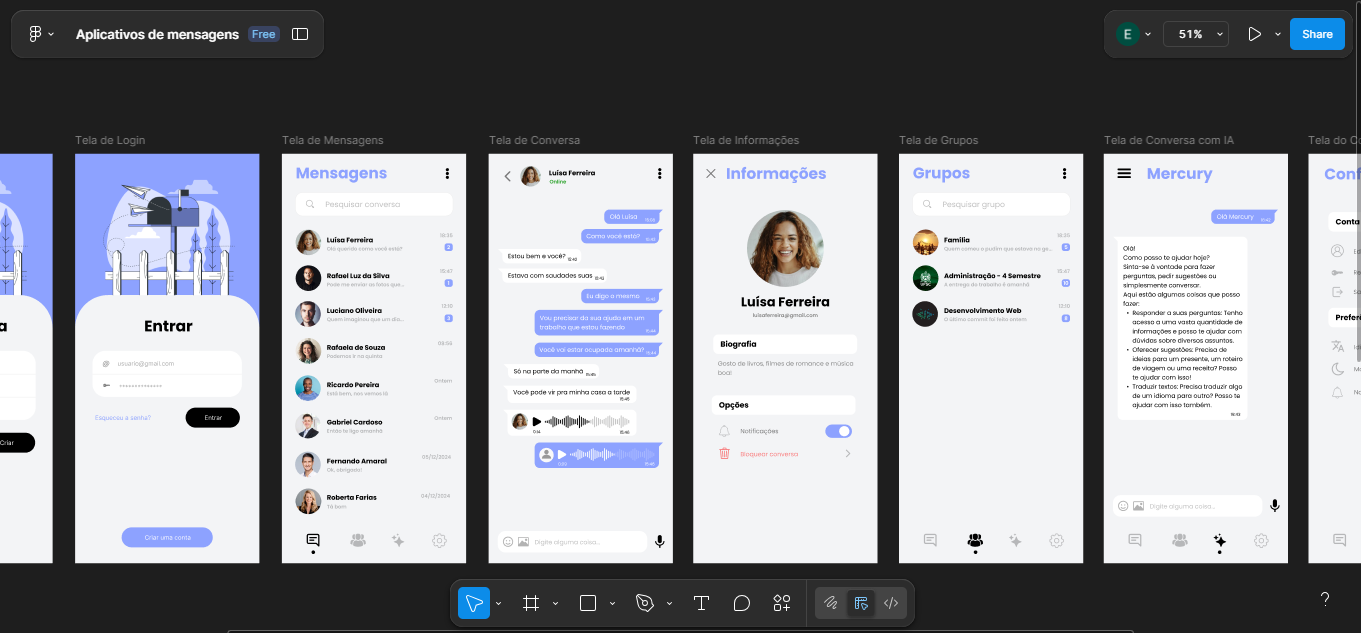 Aplicativos de mensagens
Free
E
51%
Share
Tela de Login
Tela de Mensagens
Tela de Conversa
Tela de Informações
Tela de Grupos
Tela de Conversa com IA
Tela do Co
a
Criar
Entrar
usuario@gmail.com
**************
Esqueceu a senha?
Entrar
Criar uma conta
Mensagens
Pesquisar conversa
Luísa Ferreira
Olá querido como você está?
2
Rafael Luz da Silva
15:47
Pode me enviar as fotos que...
1
Luciano Oliveira
Quem imaginou que um dia...
Rafaela de Souza
Podemos ir na quinta
Ricardo Pereira
Ontem
Está bem, nos vemos lá
Gabriel Cardoso
Ontem
Então te ligo amanhã
Fernando Amaral
05/12/2024
Ok, obrigado!
Roberta Farias
04/12/2024
Tá bom
Luísa Ferreira
Online
Olá Luísa
Como você está?
Estou bem e você?
Estava com saudades suas
Eu digo o mesmo
Vou precisar da sua ajuda em um
trabalho que estou fazendo
Você vai estar ocupada amanhã?
Só na parte da manhã
Você pode vir pra minha casa a tarde
Digite alguma coisa...
Informações
Luísa Ferreira
luisaferreira@gmail.com
Biografia
Gosto de livros, filmes de romance e música
boa!
Opções
Notificações
Bloquear conversa
Grupos
Pesquisar grupo
Família
Quem comeu o pudim que estava na ge...
Administração - 4 Semestre
15:47
A entrega do trabalho é amanhã
Desenvolvimento Web
O último commit foi feito ontem
Mercury
Olá Mercury
Olá!
Como posso te ajudar hoje?
Sinta-se à vontade para fazer
perguntas, pedir sugestões ou
simplesmente conversar.
Aqui estão algumas coisas que posso
fazer:
• Responder a suas perguntas: Tenho
acesso a uma vasta quantidade de
informações e posso te ajudar com
dúvidas sobre diversos assuntos.
• Oferecer sugestões: Precisa de
ideias para um presente, um roteiro
de viagem ou uma receita? Posso
te ajudar com isso!
• Traduzir textos: Precisa traduzir algo
de um idioma para outro? Posso te
ajudar com isso também.
Digite alguma coisa...
Conf
Conta
Prefer
?